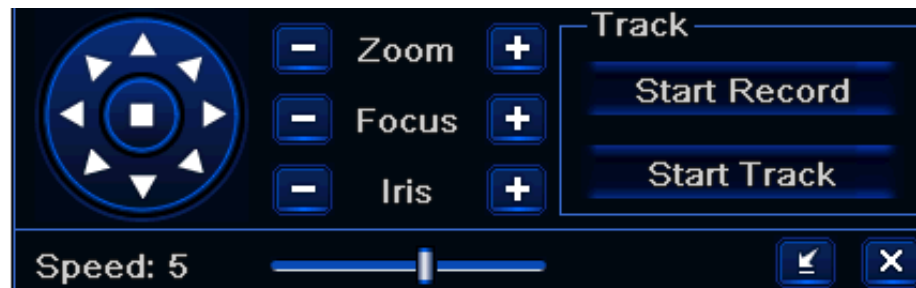 Zoom
Focus
Iris
Track
Start Record
Start Track
Speed: 5